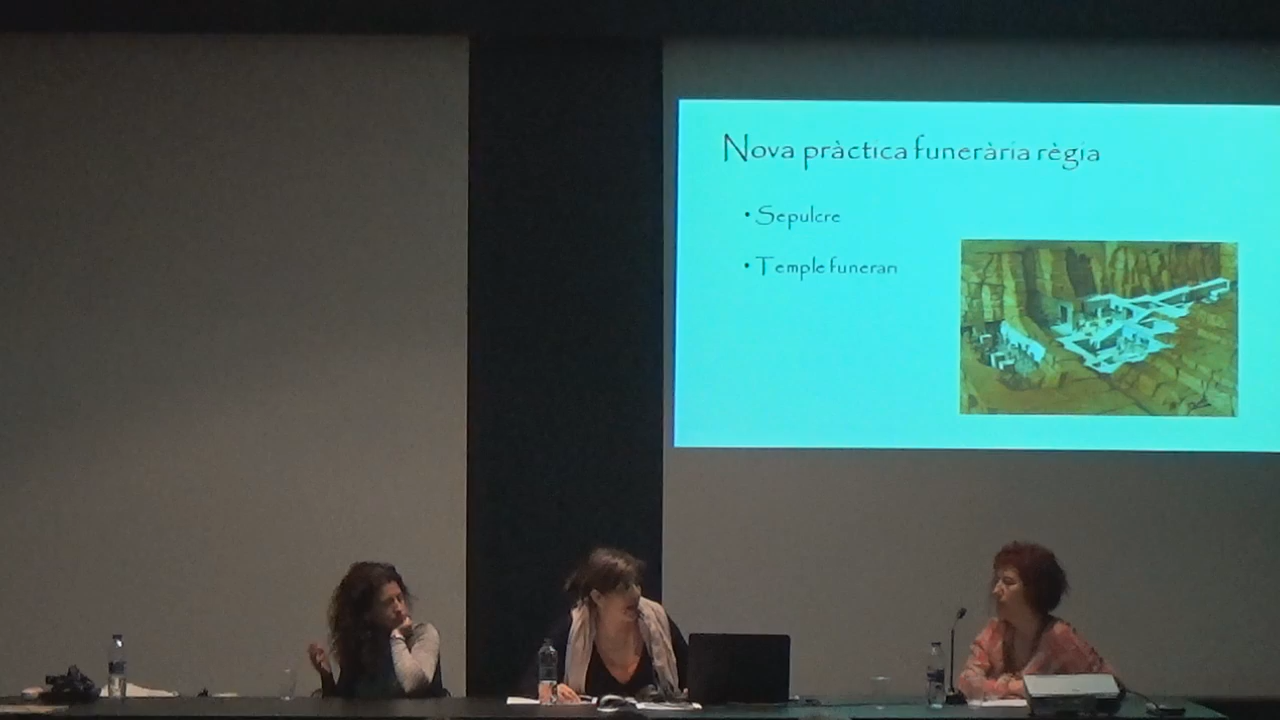 Nova pràctica funerària règia
• Sepulcre
• Temple funerari